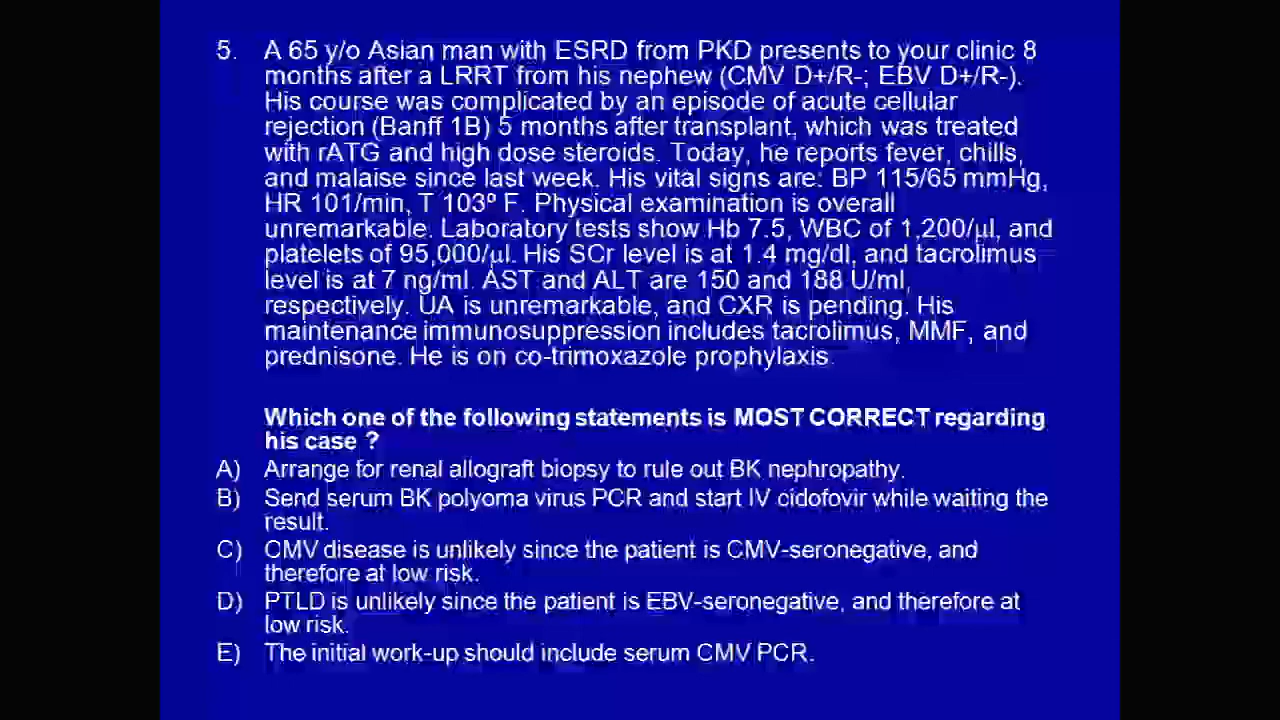 5. A 65 y/o Asian man with ESRD from PKD presents to your clinic 8
months after a LRRT from his nephew (CMV D+/R-; EBV D+/R-).
His course was complicated by an episode of acute cellular
rejection (Banff 1B) 5 months after transplant, which was treated
with rATG and high dose steroids. Today, he reports fever, chills,
and malaise since last week. His vital signs are: BP 115/65 mmHg,
HR 101/min, T 103º F. Physical examination is overall
unremarkable. Laboratory tests show Hb 7.5, WBC of 1,200/µl, and
platelets of 95,000/µl. His SCr level is at 1.4 mg/dl, and tacrolimus
level is at 7 ng/ml. AST and ALT are 150 and 188 U/ml,
respectively. UA is unremarkable, and CXR is pending. His
maintenance immunosuppression includes tacrolimus, MMF, and
prednisone. He is on co-trimoxazole prophylaxis.
Which one of the following statements is MOST CORRECT regarding
his case ?
A) Arrange for renal allograft biopsy to rule out BK nephropathy.
B) Send serum BK polyoma virus PCR and start IV cidofovir while waiting the
result.
C) CMV disease is unlikely since the patient is CMV-seronegative, and
therefore at low risk.
D) PTLD is unlikely since the patient is EBV-seronegative, and therefore at
low risk.
E) The initial work-up should include serum CMV PCR.